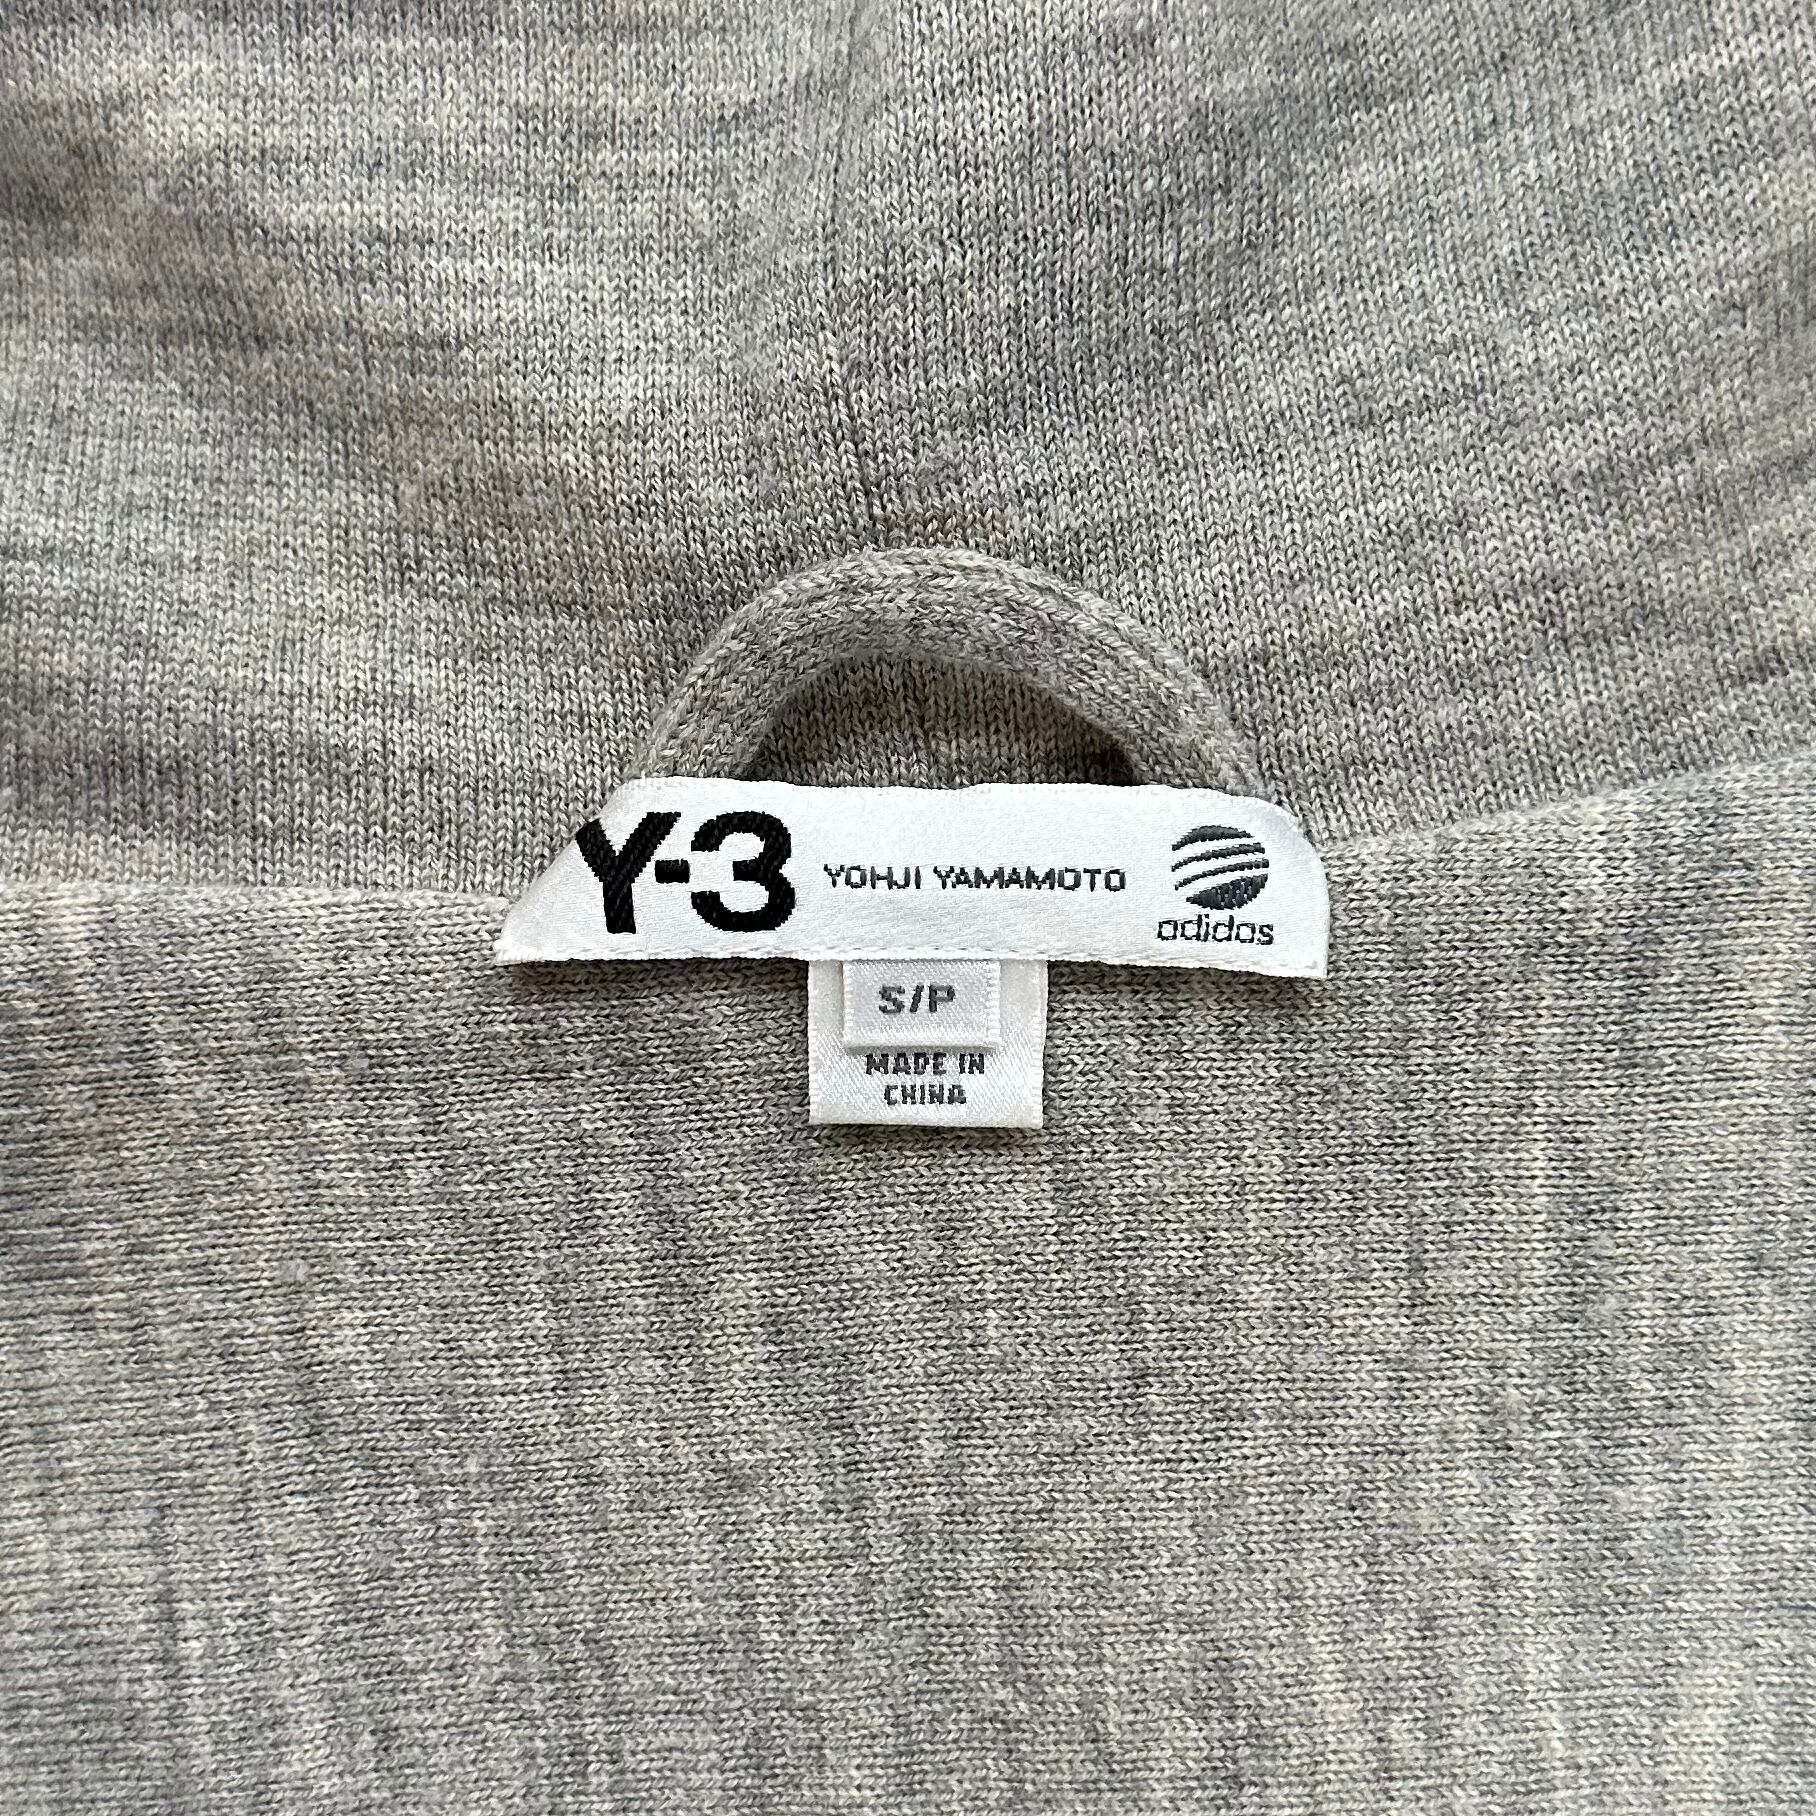 Y-3 YOHJI YAMAMOTO adidas
S/P
MADE IN
CHINA